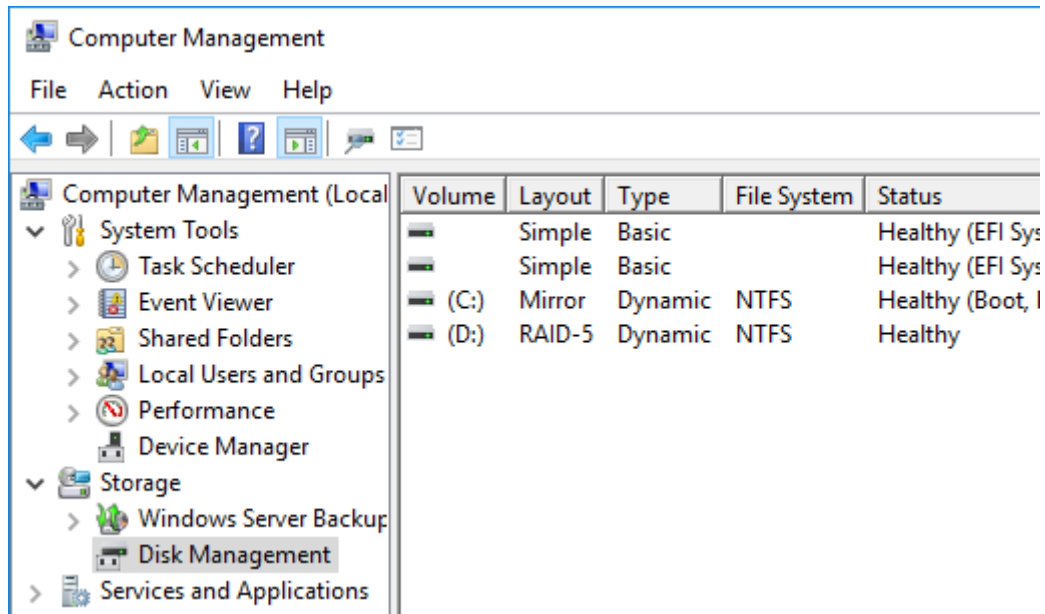 Computer Management
File Action View Help
Computer Management (Local
System Tools
Task Scheduler
Event Viewer
Shared Folders
Local Users and Groups
Performance
Device Manager
Storage
Windows Server Backup
Disk Management
Services and Applications
Volume Layout Type File System Status
Simple Basic Healthy (EFI Sys
Simple Basic Healthy (EFI Sys
(C:) Mirror Dynamic NTFS Healthy (Boot,
(D:) RAID-5 Dynamic NTFS Healthy